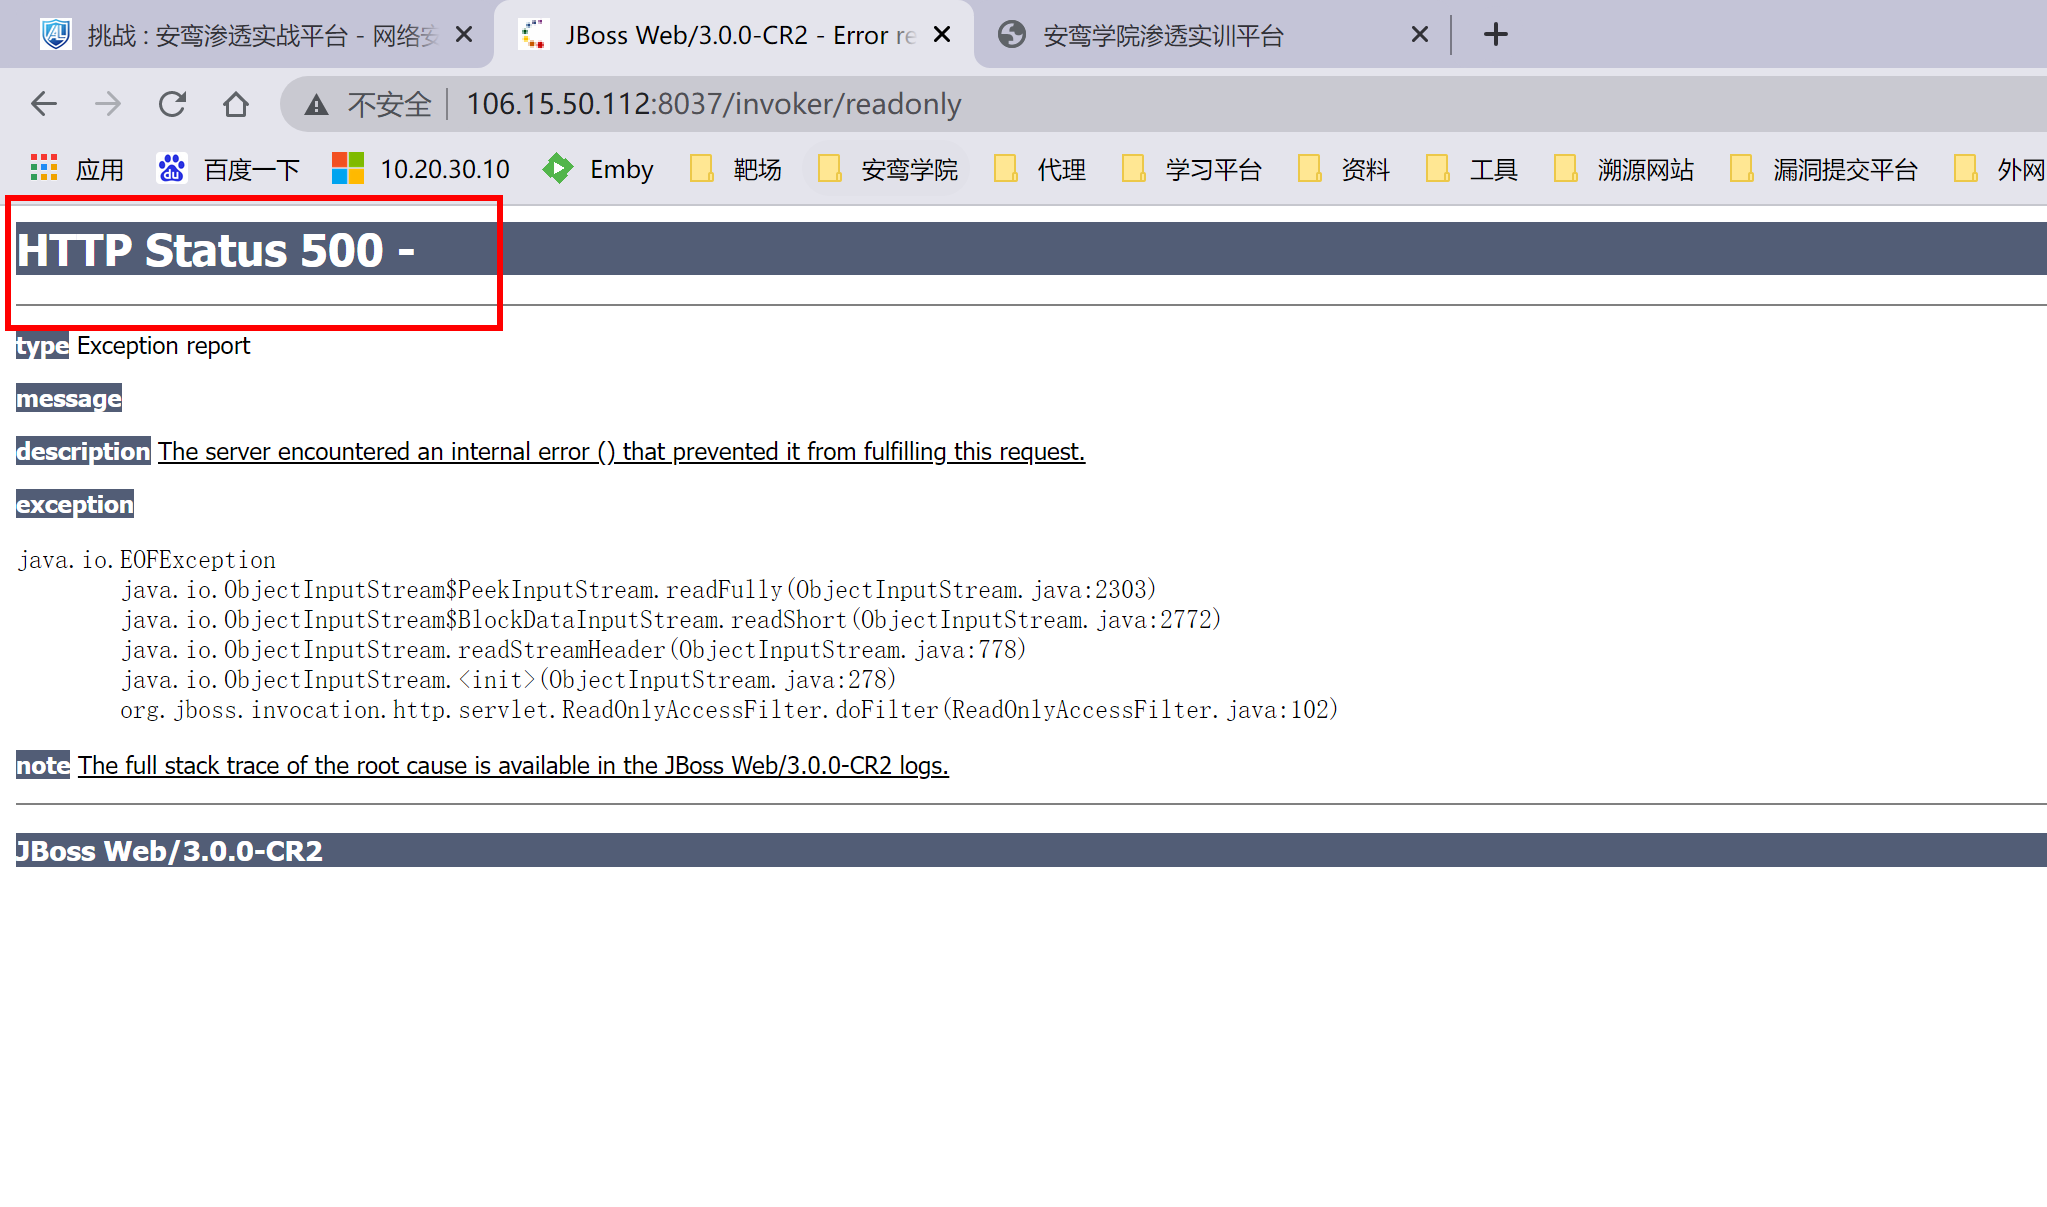 挑战 : 安鸾渗透实战平台 - 网络安
JBoss Web/3.0.0-CR2 - Error re
安鸾学院渗透实训平台
不安全 106.15.50.112:8037/invoker/readonly
应用 百度一下 10.20.30.10 Emby 靶场 安鸾学院 代理 学习平台 资料 工具 溯源网站 漏洞提交平台 外网
HTTP Status 500 -
type Exception report
message
description The server encountered an internal error () that prevented it from fulfilling this request.
exception
java.io.EOFException
java.io.ObjectInputStream$PeekInputStream.readFully(ObjectInputStream.java:2303)
java.io.ObjectInputStream$BlockDataInputStream.readShort(ObjectInputStream.java:2772)
java.io.ObjectInputStream.readStreamHeader(ObjectInputStream.java:778)
java.io.ObjectInputStream.<init>(ObjectInputStream.java:278)
org.jboss.invocation.http.servlet.ReadOnlyAccessFilter.doFilter(ReadOnlyAccessFilter.java:102)
note The full stack trace of the root cause is available in the JBoss Web/3.0.0-CR2 logs.
JBoss Web/3.0.0-CR2